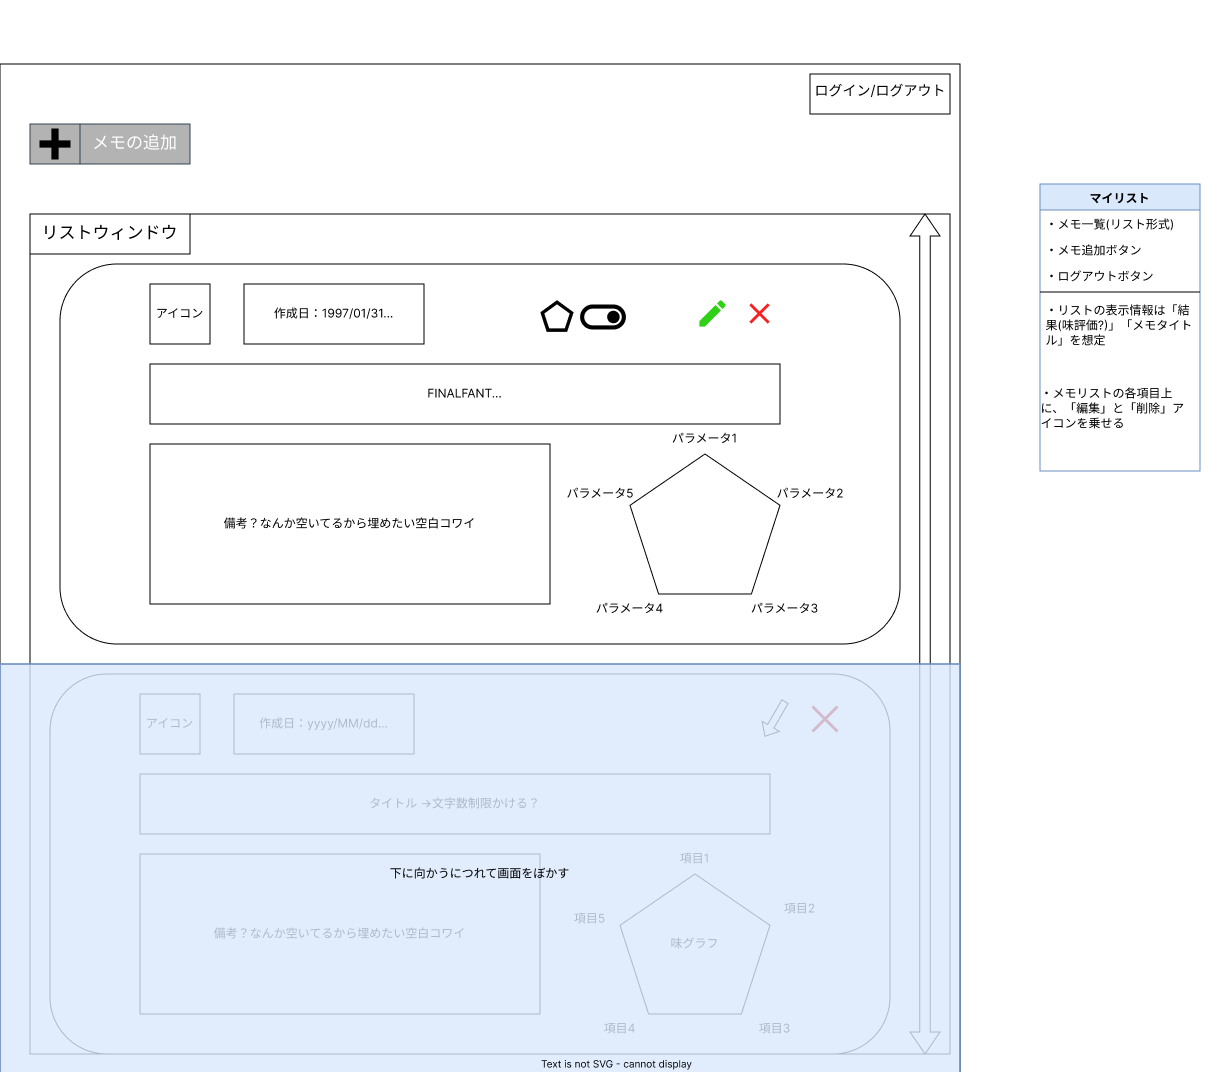 ログイン/ログアウト
メモの追加
リストウィンドウ
アイコン
作成日：1997/01/31...
FINALFANT...
備考？なんか空いてるから埋めたい空白コワイ
パラメータ1
パラメータ5
パラメータ2
パラメータ4
パラメータ3
アイコン
作成日：yyyy/MM/dd...
タイトル →文字数制限かける？
下に向かうにつれて画面をぼかす
備考？なんか空いてるから埋めたい空白コワイ
項目1
項目2
項目5
味グラフ
項目4
項目3
Text is not SVG - cannot display
マイリスト
・メモ一覧(リスト形式)
・メモ追加ボタン
・ログアウトボタン
・リストの表示情報は「結
果(味評価?)」「メモタイト
ル」を想定
・メモリストの各項目上
に、「編集」と「削除」ア
イコンを乗せる